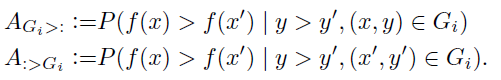 A_{G_i>:} := P(f(x) > f(x′) | y > y′, (x, y) ∈ G_i)
A_{:>G_i} := P(f(x) > f(x′) | y > y′, (x′, y′) ∈ G_i).